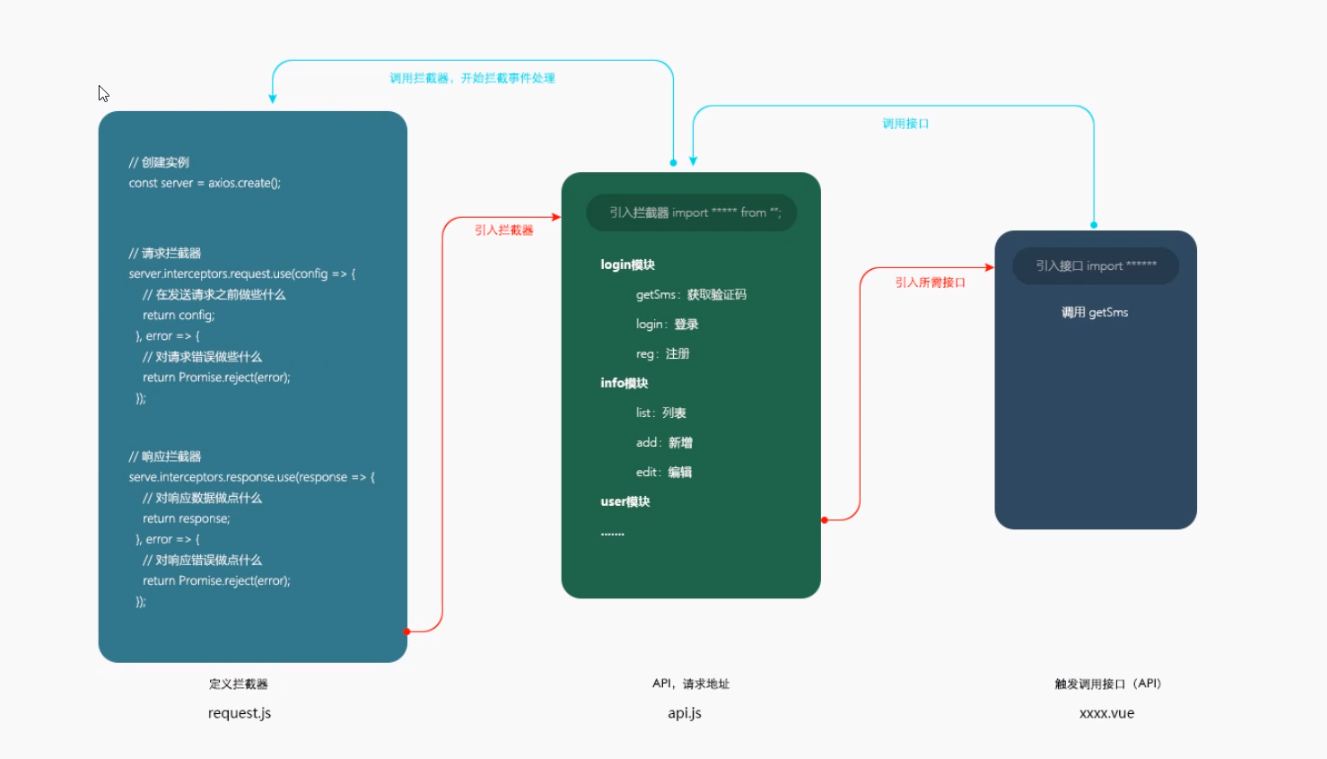 调用拦截器，开始拦截事件处理
调用接口
// 创建实例
const server = axios.create();
// 请求拦截器
server.interceptors.request.use(config => {
// 在发送请求之前做些什么
return config;
}, error => {
// 对请求错误做些什么
return Promise.reject(error);
});
// 响应拦截器
serve.interceptors.response.use(response => {
// 对响应数据做点什么
return response;
}, error => {
// 对响应错误做点什么
return Promise.reject(error);
});
定义拦截器
request.js
引入拦截器
引入拦截器 import ***** from "";
login模块
getSms：获取验证码
login：登录
reg：注册
info模块
list：列表
add：新增
edit：编辑
user模块
.......
API，请求地址
api.js
引入所需接口
引入接口 import ******
调用 getSms
触发调用接口（API）
xxxx.vue